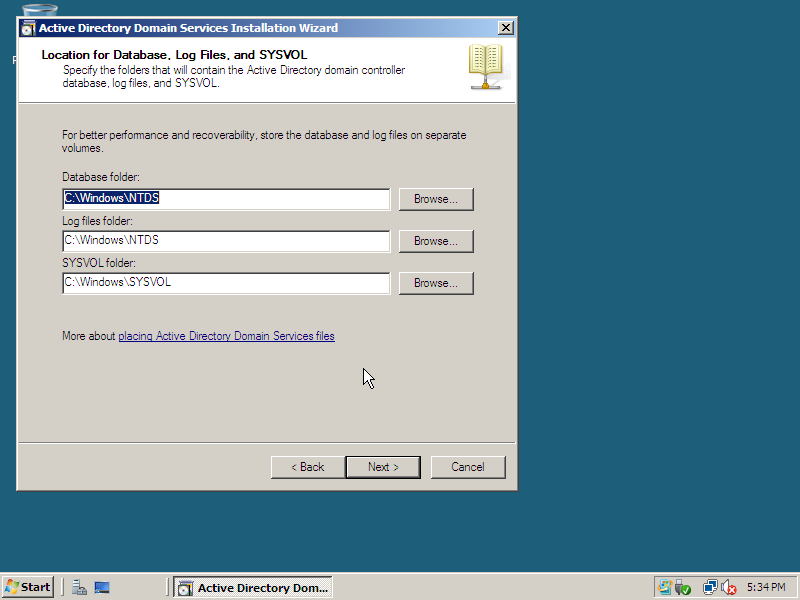 Active Directory Domain Services Installation Wizard
Location for Database, Log Files, and SYSVOL
Specify the folders that will contain the Active Directory domain controller
database, log files, and SYSVOL.
For better performance and recoverability, store the database and log files on separate
volumes.
Database folder:
C:\Windows\NTDS
Browse...
Log files folder:
C:\Windows\NTDS
Browse...
SYSVOL folder:
C:\Windows\SYSVOL
Browse...
More about placing Active Directory Domain Services files
< Back
Next >
Cancel
Start
Active Directory Dom...
5:34 PM